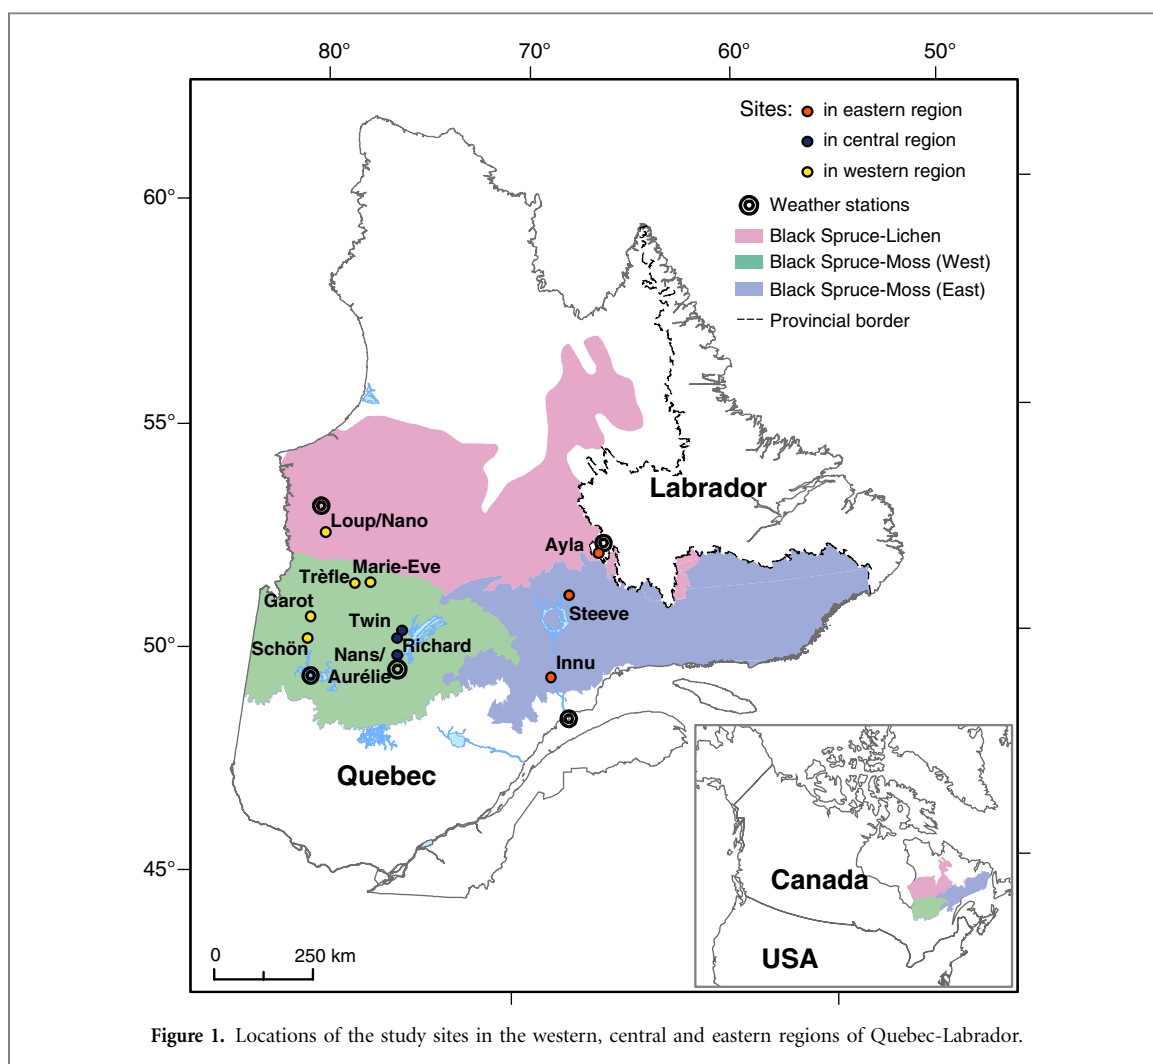 80° 70° 60° 50°
Sites: in eastern region
in central region
in western region
60°
Weather stations
Black Spruce-Lichen
Black Spruce-Moss (West)
Black Spruce-Moss (East)
Provincial border
55°
Labrador
Loup/Nano
Ayla
Trèfle Marie-Eve
Garot
Steeve
Twin
50°
Schön
Richard
Nans/
Aurélie
Innu
Quebec
45°
Canada
0 250 km
USA
Figure 1. Locations of the study sites in the western, central and eastern regions of Quebec-Labrador.